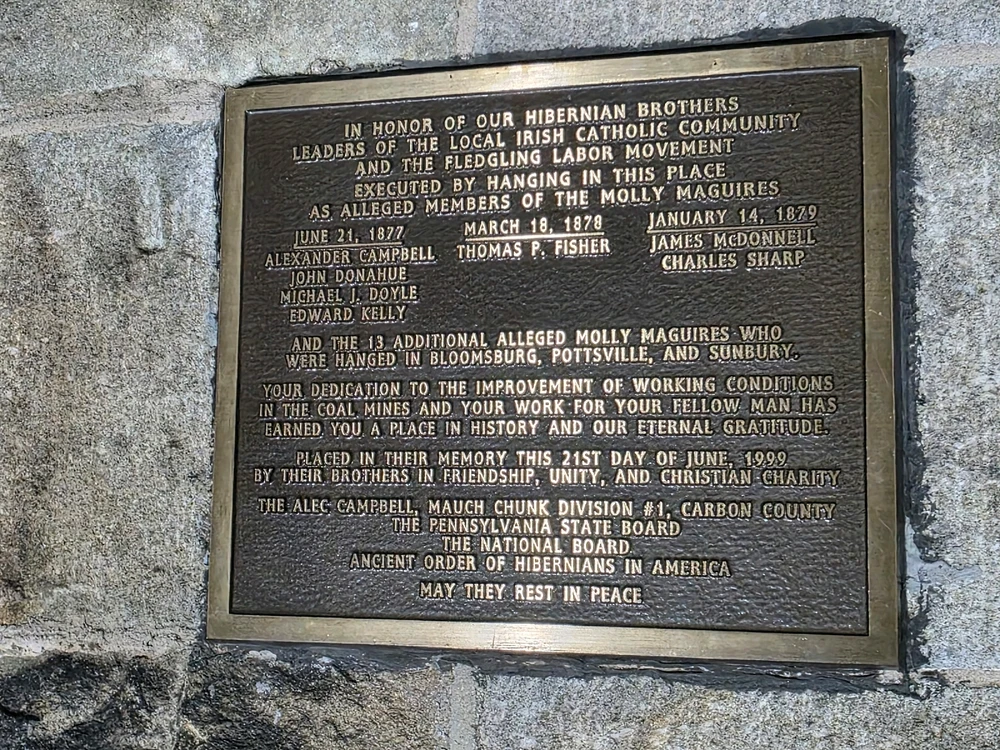 IN HONOR OF OUR HIBERNIAN BROTHERS
LEADERS OF THE LOCAL IRISH CATHOLIC COMMUNITY
AND THE FLEDGLING LABOR MOVEMENT
EXECUTED BY HANGING IN THIS PLACE
AS ALLEGED MEMBERS OF THE MOLLY MAGUIRES
JUNE 21, 1877
ALEXANDER CAMPBELL
JOHN DONAHUE
MICHAEL J. DOYLE
EDWARD KELLY
MARCH 18, 1878
THOMAS P. FISHER
JANUARY 14, 1879
JAMES McDONNELL
CHARLES SHARP
AND THE 13 ADDITIONAL ALLEGED MOLLY MAGUIRES WHO
WERE HANGED IN BLOOMSBURG, POTTSVILLE, AND SUNBURY.
YOUR DEDICATION TO THE IMPROVEMENT OF WORKING CONDITIONS
IN THE COAL MINES AND YOUR WORK FOR YOUR FELLOW MAN HAS
EARNED YOU A PLACE IN HISTORY AND OUR ETERNAL GRATITUDE.
PLACED IN THEIR MEMORY THIS 21ST DAY OF JUNE, 1999
BY THEIR BROTHERS IN FRIENDSHIP, UNITY, AND CHRISTIAN CHARITY
THE ALEC CAMPBELL, MAUCH CHUNK DIVISION #1, CARBON COUNTY
THE PENNSYLVANIA STATE BOARD
THE NATIONAL BOARD
ANCIENT ORDER OF HIBERNIANS IN AMERICA
MAY THEY REST IN PEACE